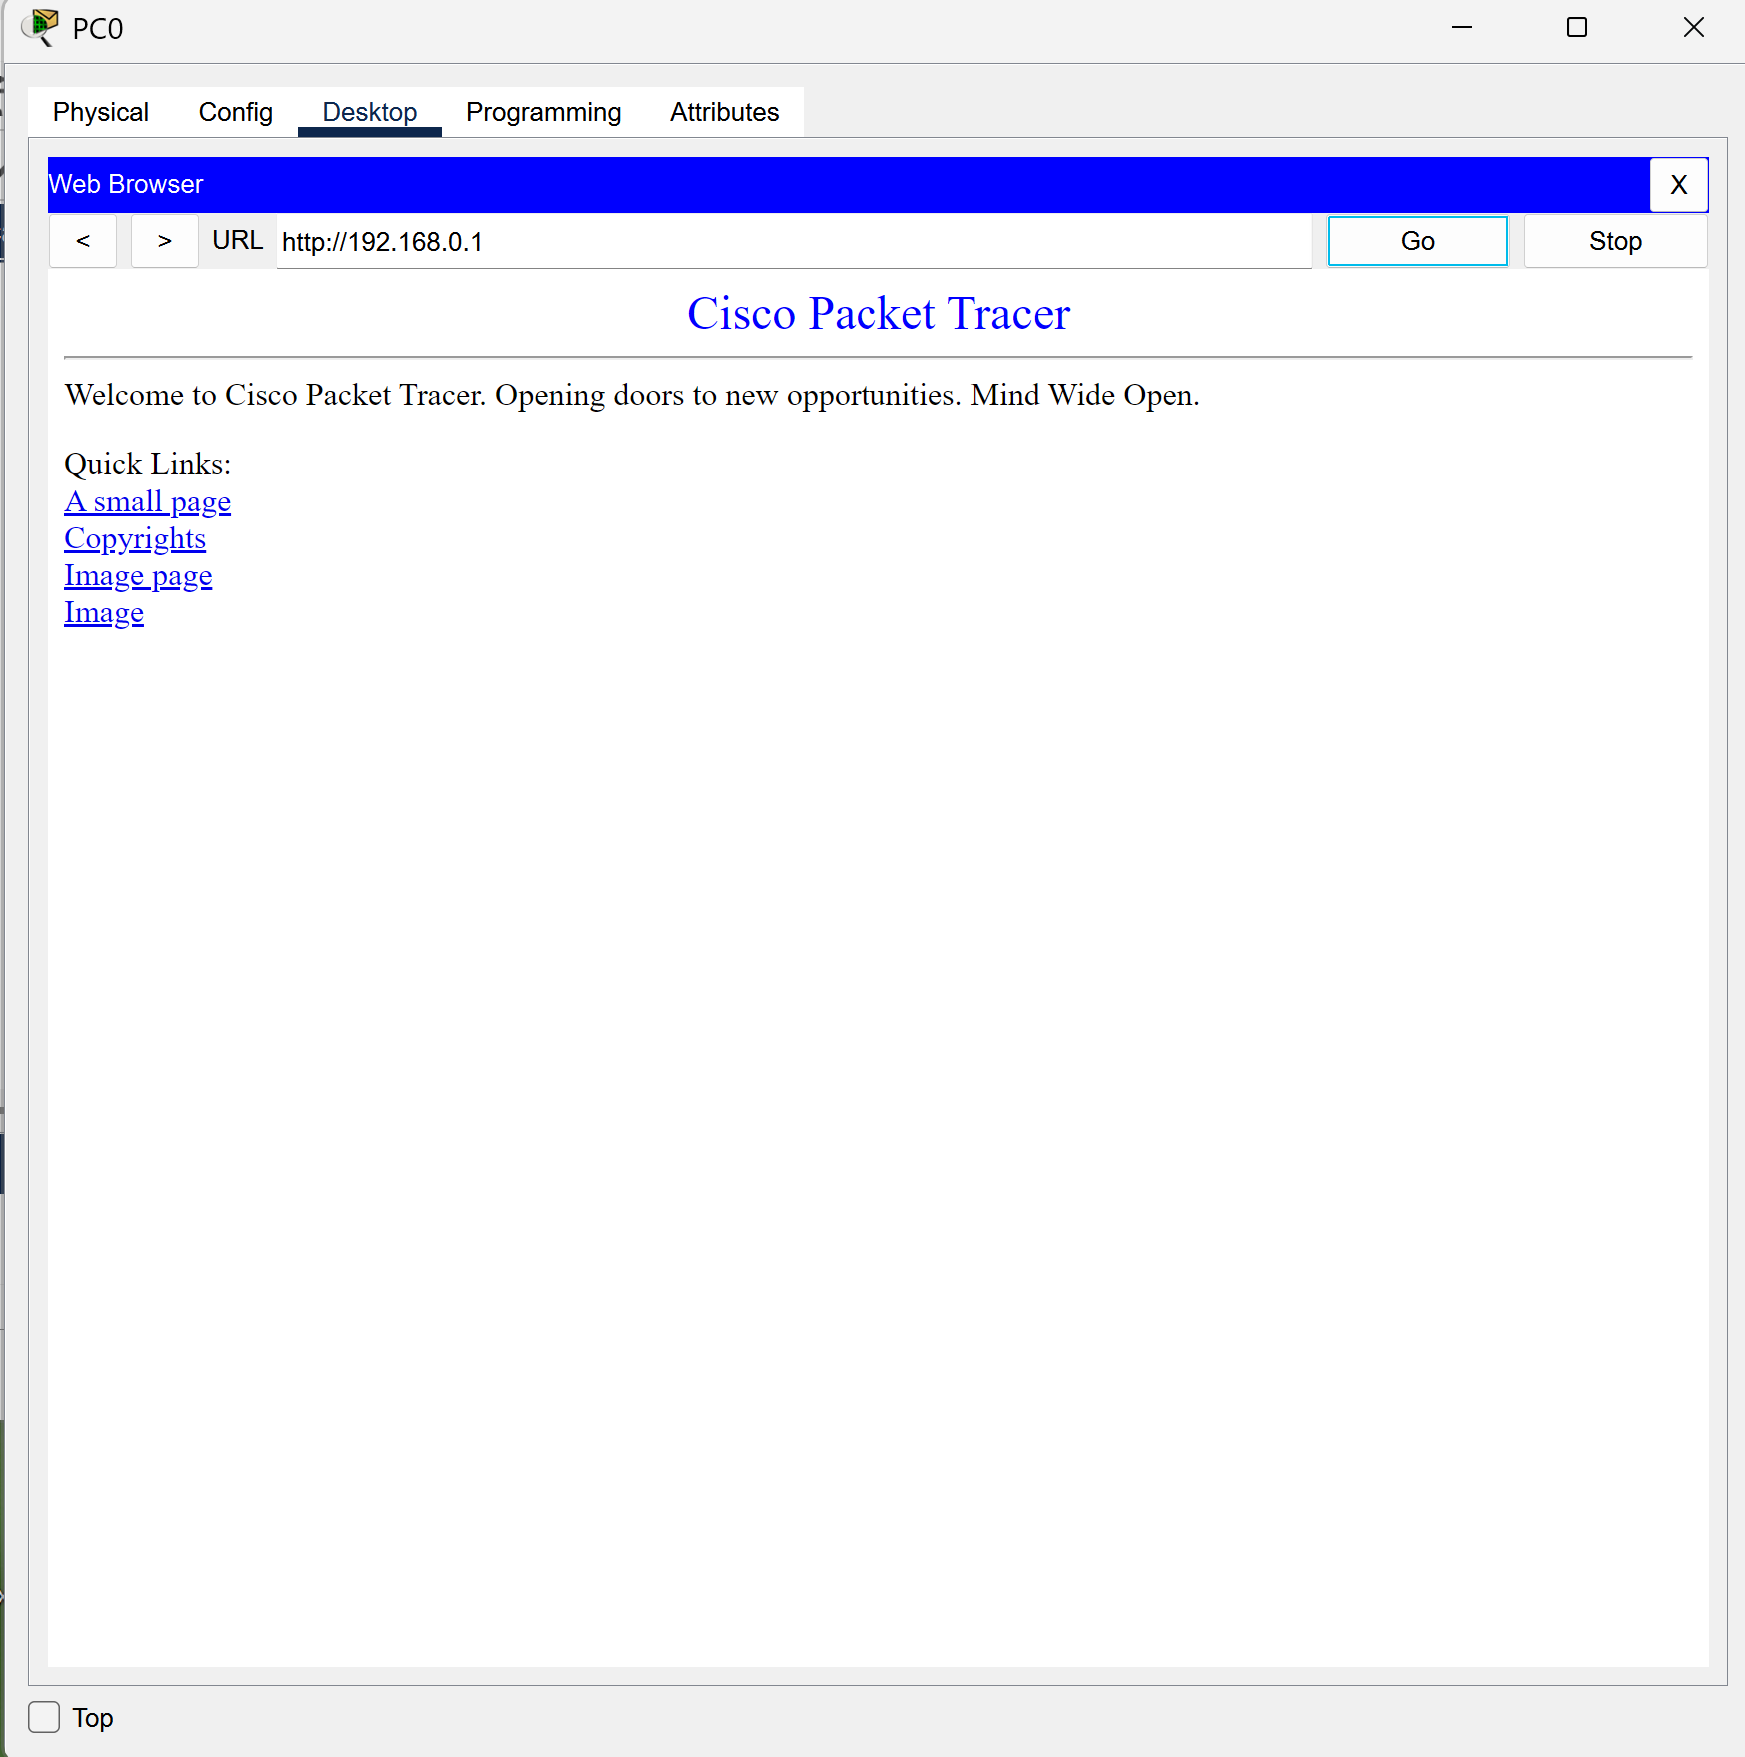 PC0
Physical Config Desktop Programming Attributes
Web Browser X
< > URL http://192.168.0.1 Go Stop
Cisco Packet Tracer
Welcome to Cisco Packet Tracer. Opening doors to new opportunities. Mind Wide Open.
Quick Links:
A small page
Copyrights
Image page
Image
Top